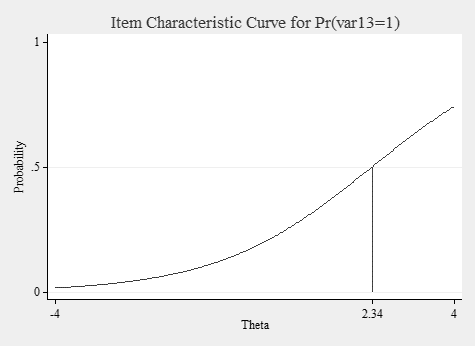 Item Characteristic Curve for Pr(var13=1)
1
.5
0
Probability
-4
2.34
4
Theta